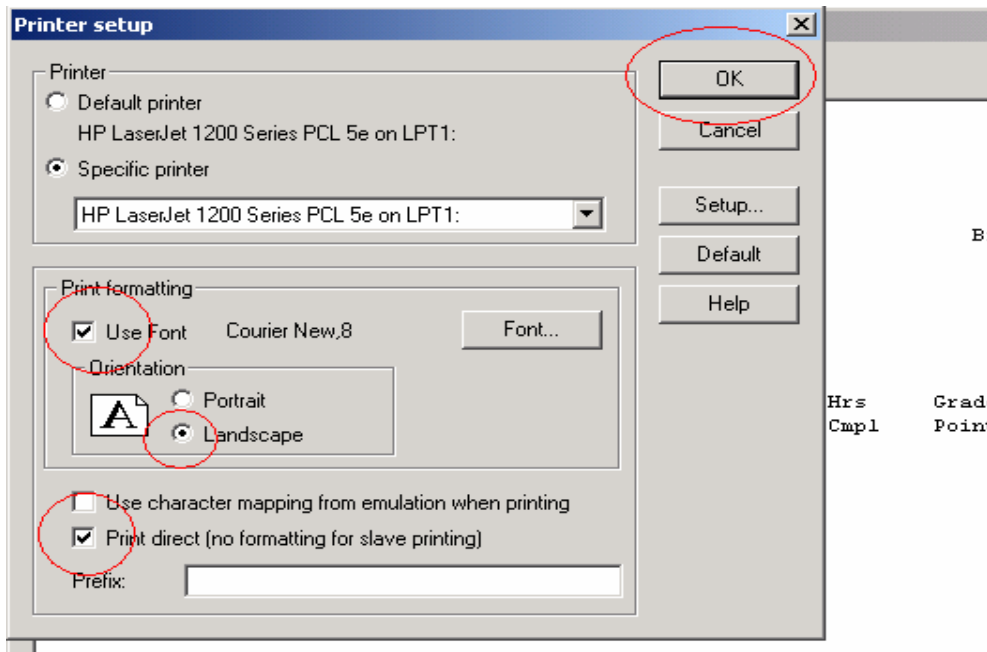 Printer setup
Printer
OK
Default printer
HP LaserJet 1200 Series PCL 5e on LPT1:
Cancel
Specific printer
HP LaserJet 1200 Series PCL 5e on LPT1:
Setup...
B
Default
Print formatting
Help
Use Font Courier New,8 Font...
Orientation
A
Portrait
Landscape
Hrs Grad
Cmpl Poin
Use character mapping from emulation when printing
Print direct (no formatting for slave printing)
Prefix: